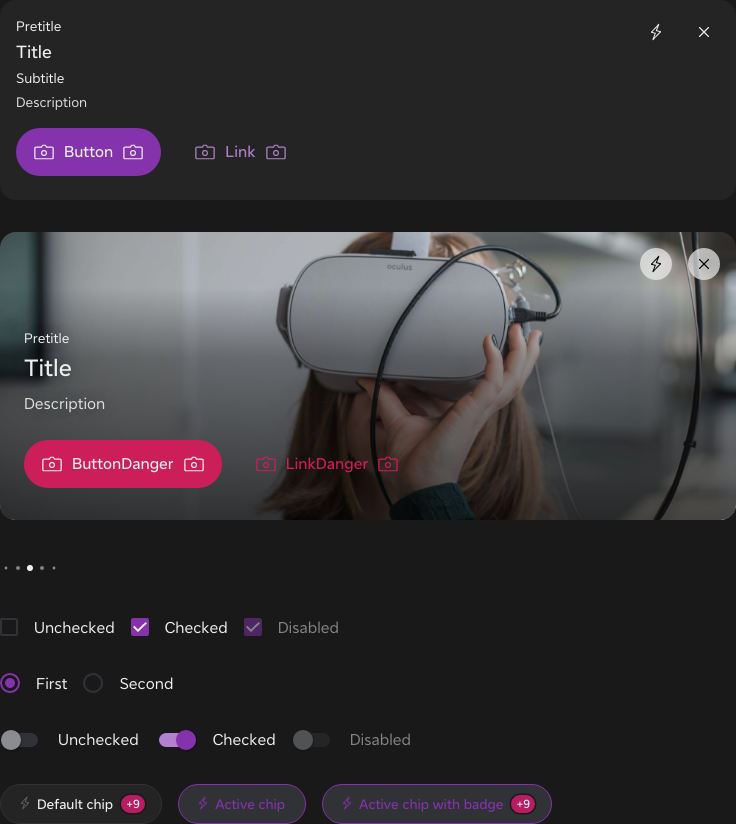 Pretitle
Title
Subtitle
Description
Button Link
oculus
Pretitle
Title
Description
ButtonDanger LinkDanger
Unchecked Checked Disabled
First Second
Unchecked Checked Disabled
Default chip +9 Active chip Active chip with badge +9